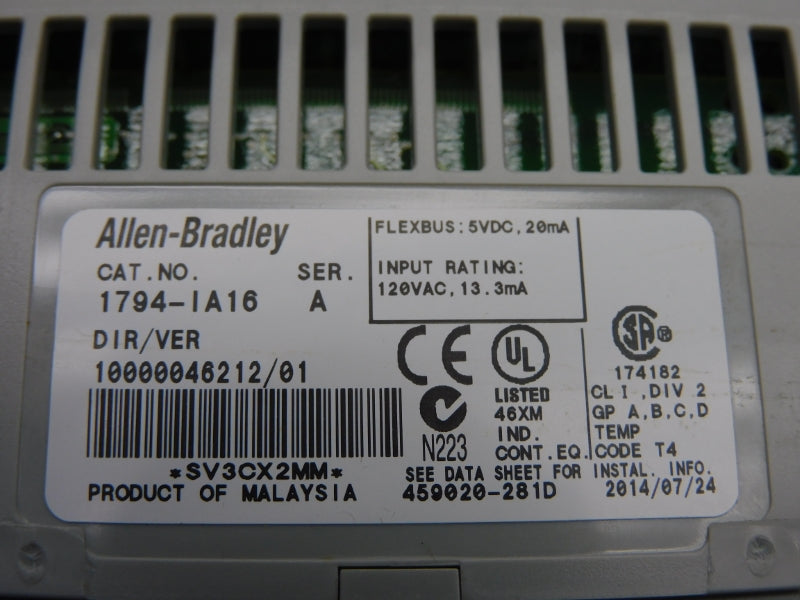 Allen-Bradley
CAT.NO. SER.
1794-IA16 A
DIR/VER
10000046212/01
*SV3CX2MM*
PRODUCT OF MALAYSIA
FLEXBUS: 5VDC, 20mA
INPUT RATING:
120VAC, 13.3mA
CE
UL
LISTED
46XM
IND.
CONT.EQ.
N223
SA ®
174182
CL I, DIV 2
GP A,B,C,D
TEMP
CODE T4
SEE DATA SHEET FOR INSTAL. INFO.
459020-281D 2014/07/24